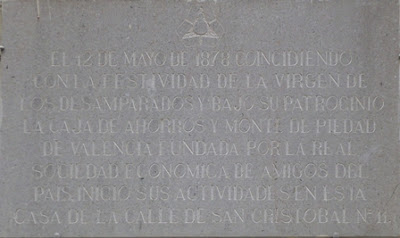 EL 12 DE MAYO DE 1878 COINCIDIENDO
CON LA FESTIVIDAD DE LA VIRGEN DE
LOS DESAMPARADOS Y BAJO SU PATROCINIO
LA CAJA DE AHORROS Y MONTE DE PIEDAD
DE VALENCIA FUNDADA POR LA REAL
SOCIEDAD ECONOMICA DE AMIGOS DEL
PAIS, INICIO SUS ACTIVIDADES EN ESTA
CASA DE LA CALLE DE SAN CRISTOBAL Nº 11